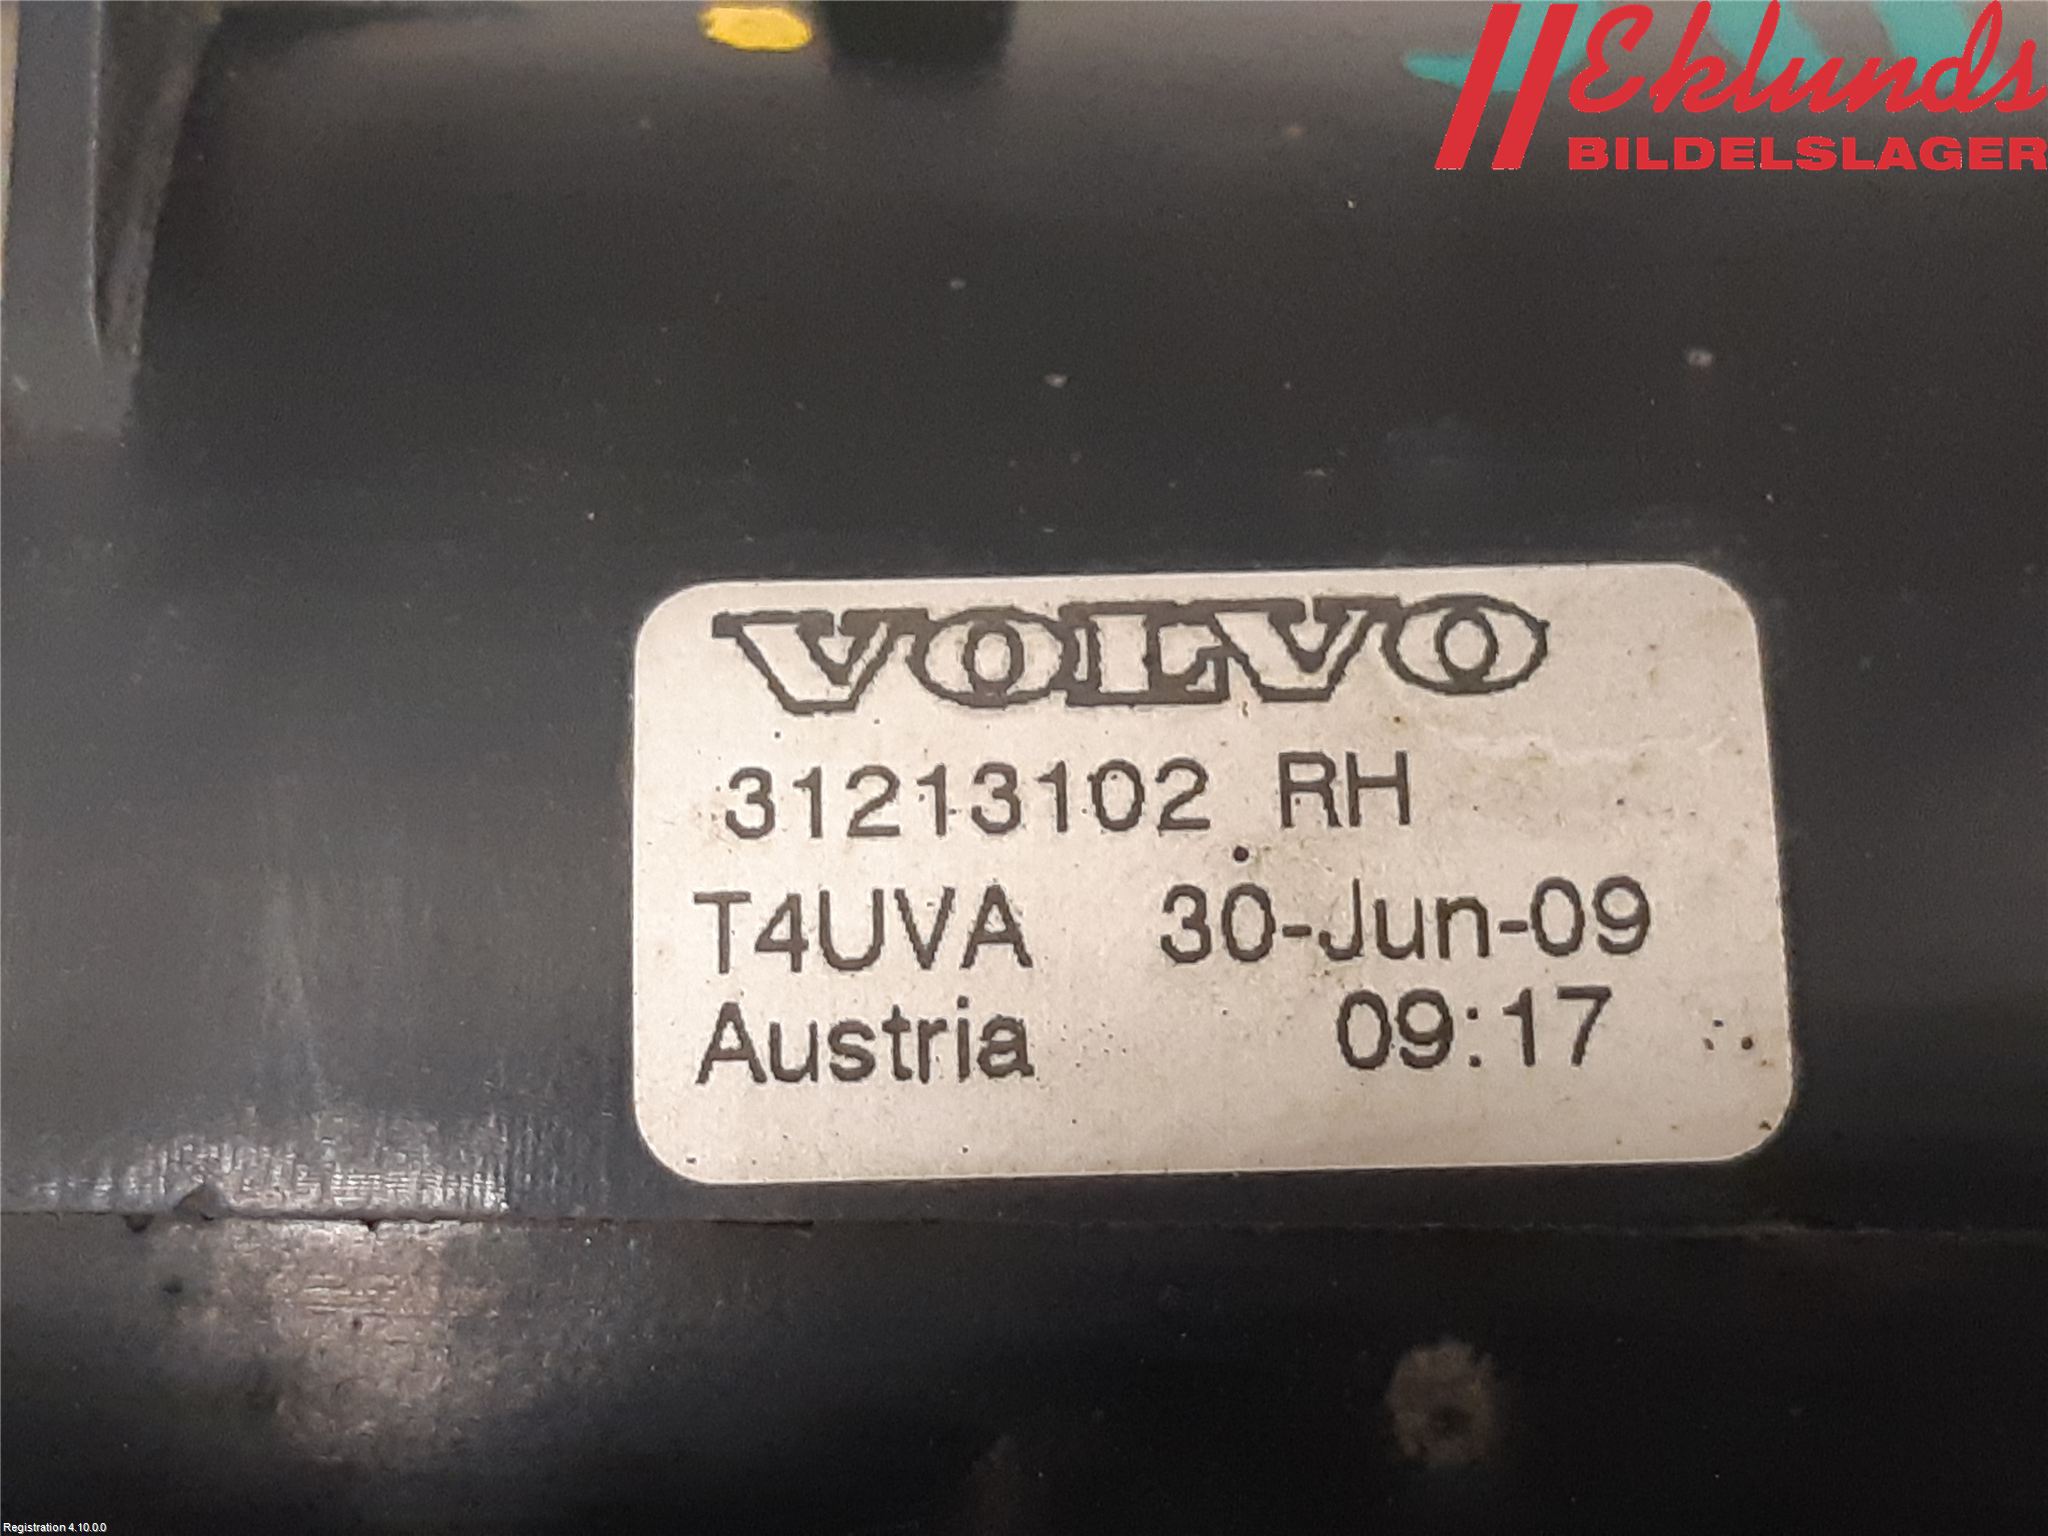 Eklunds
BILDELSLAGER
VOLVO
31213102 RH
T4UVA 30-Jun-09
Austria 09:17
Registration 4.10.0.0